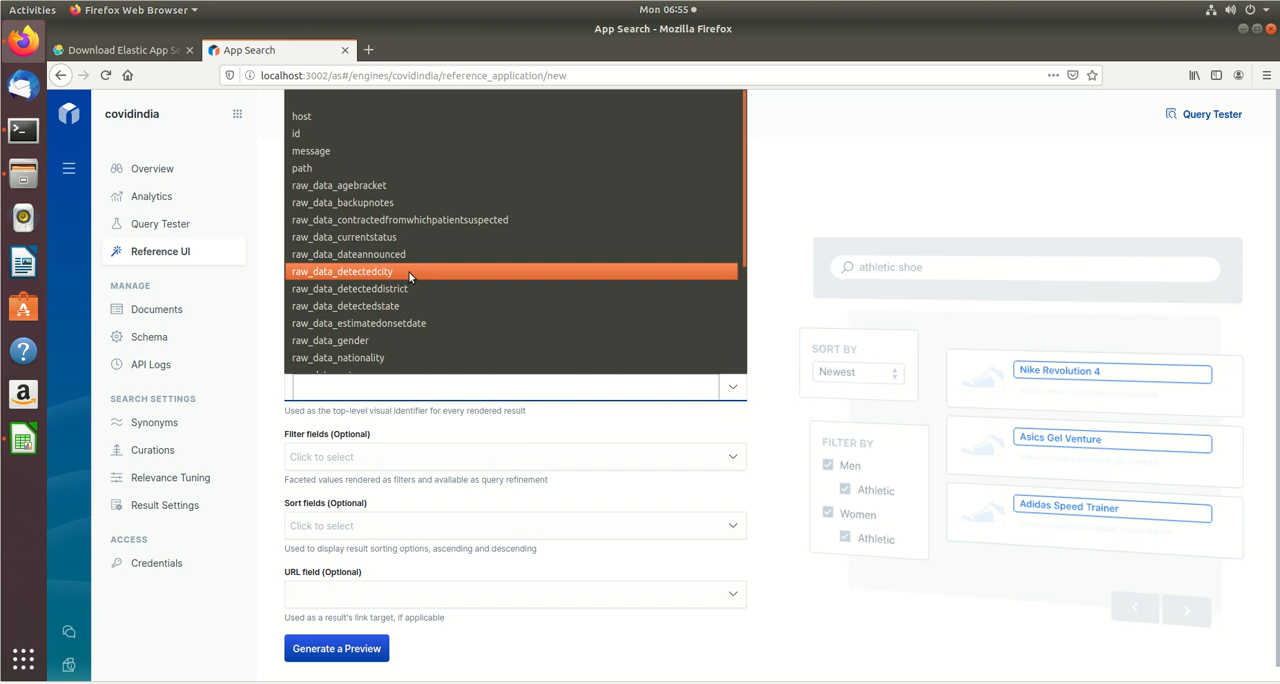 Activities
Firefox Web Browser
Mon 06:55
App Search - Mozilla Firefox
Download Elastic App Se
App Search
localhost:3002/as#/engines/covidindia/reference_application/new
covidindia
Query Tester
Overview
Analytics
Query Tester
Reference UI
MANAGE
Documents
Schema
API Logs
SEARCH SETTINGS
Synonyms
Curations
Relevance Tuning
Result Settings
ACCESS
Credentials
host
id
message
path
raw_data_agebracket
raw_data_backupnotes
raw_data_contractedfromwhichpatientsuspected
raw_data_currentstatus
raw_data_dateannounced
raw_data_detectedcity
raw_data_detecteddistrict
raw_data_detectedstate
raw_data_estimatedonsetdate
raw_data_gender
raw_data_nationality
Used as the top-level visual identifier for every rendered result
Filter fields (Optional)
Click to select
Faceted values rendered as filters and available as query refinement
Sort fields (Optional)
Click to select
Used to display result sorting options, ascending and descending
URL field (Optional)
Used as a result's link target, if applicable
Generate a Preview
athletic shoe
SORT BY
Newest
FILTER BY
Men
Athletic
Women
Athletic
Nike Revolution 4
Asics Gel Venture
Adidas Speed Trainer